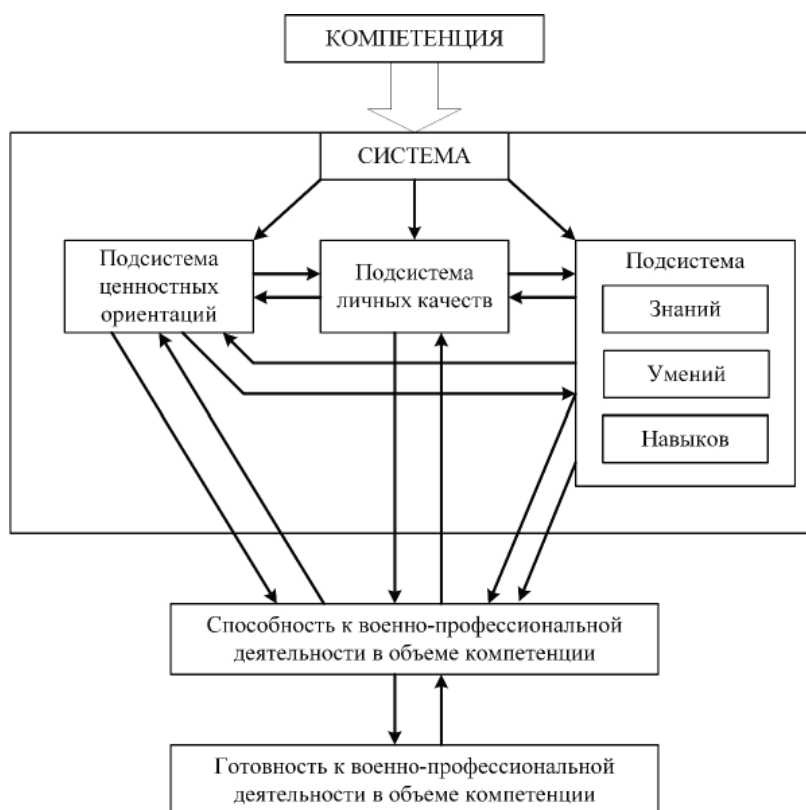 КОМПЕТЕНЦИЯ
СИСТЕМА
Подсистема
ценностных
ориентаций
Подсистема
личных качеств
Подсистема
Знаний
Умений
Навыков
Способность к военно-профессиональной
деятельности в объеме компетенции
Готовность к военно-профессиональной
деятельности в объеме компетенции